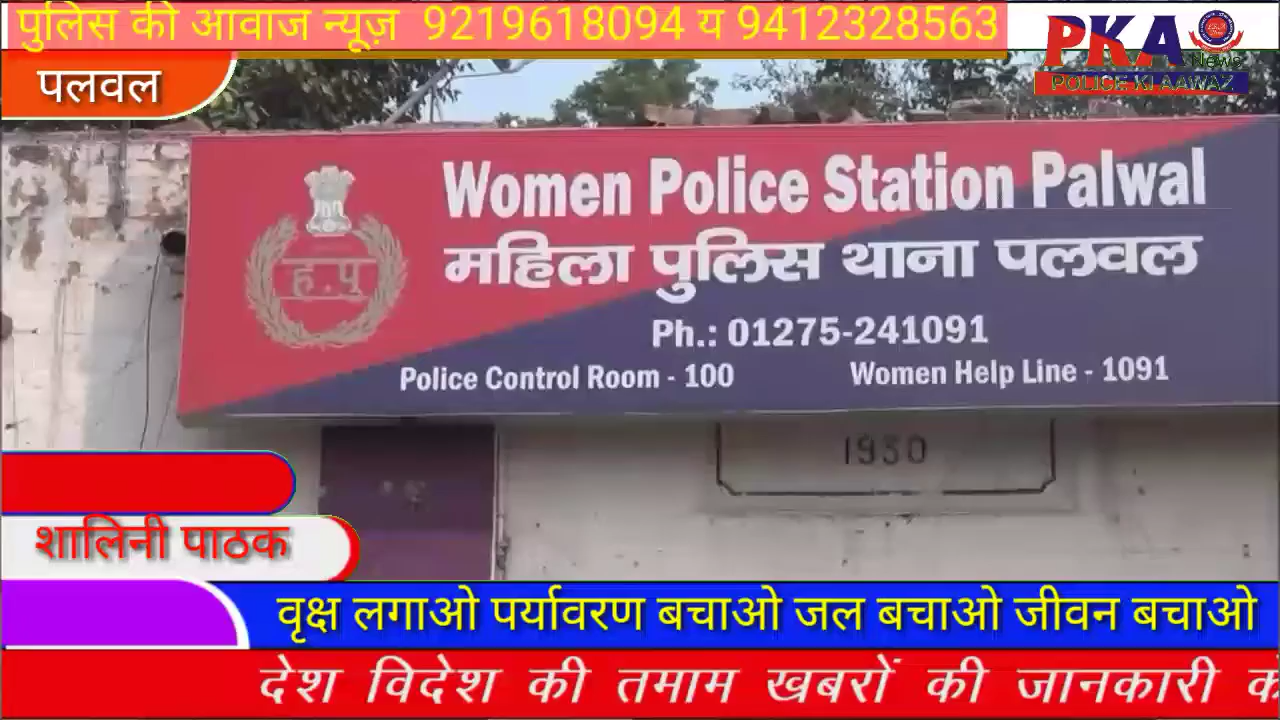 पुलिस की आवाज न्यूज़ 9219618094 य 9412328563
PKA
News
POLICE KI AAWAZ
पलवल
Women Police Station Palwal
महिला पुलिस थाना पलवल
ह.पु
Ph.: 01275-241091
Police Control Room - 100 Women Help Line - 1091
1930
शालिनी पाठक
वृक्ष लगाओ पर्यावरण बचाओ जल बचाओ जीवन बचाओ
देश विदेश की तमाम खबरों की जानकारी